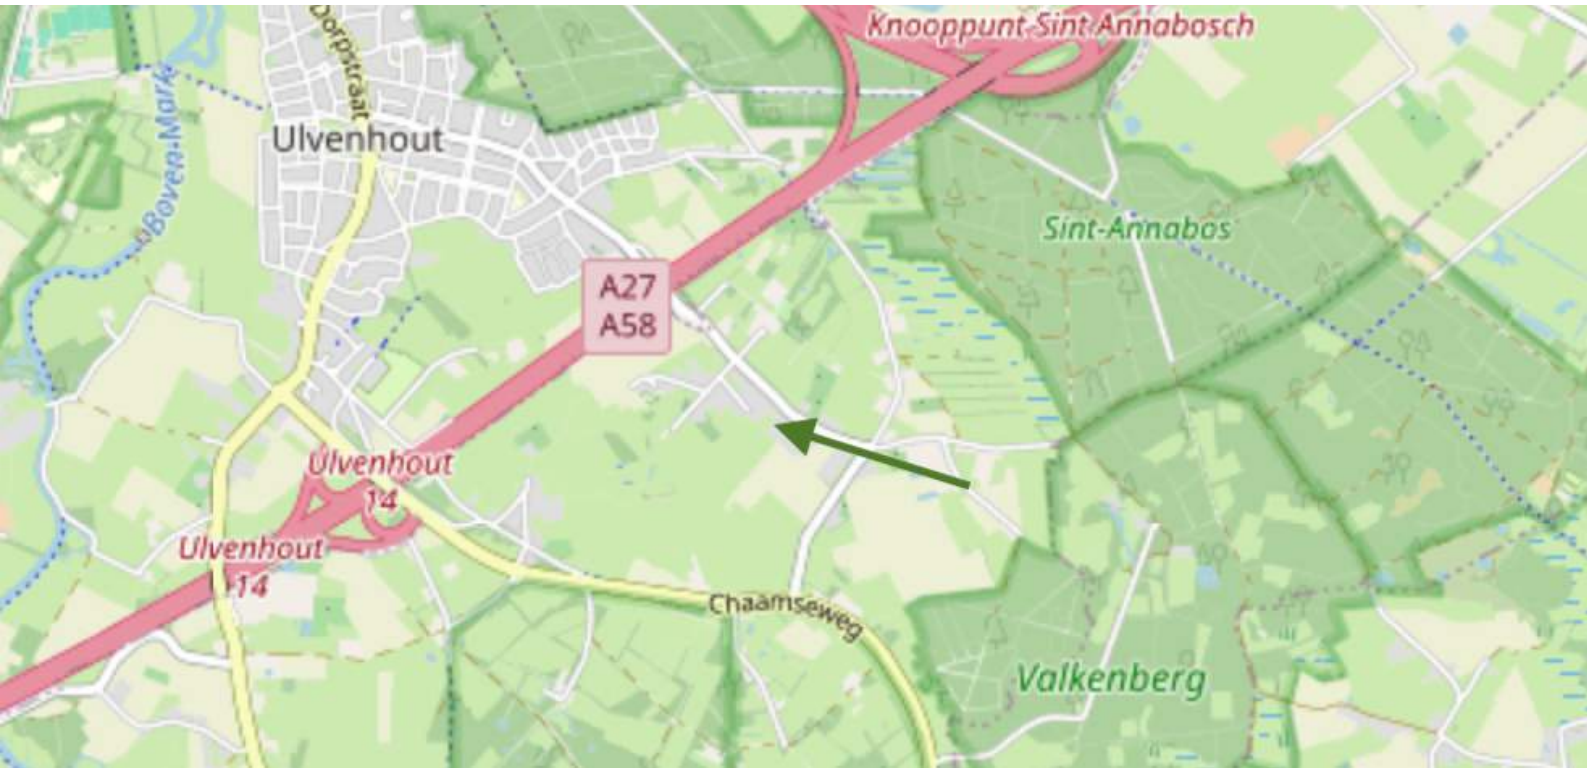 Knooppunt Sint-Annabosch
Dorpstraat
Ulvenhout
Boven-Mark
Sint-Annabos
A27
A58
Ulvenhout
14
Ulvenhout
14
Chaamseweg
Valkenberg